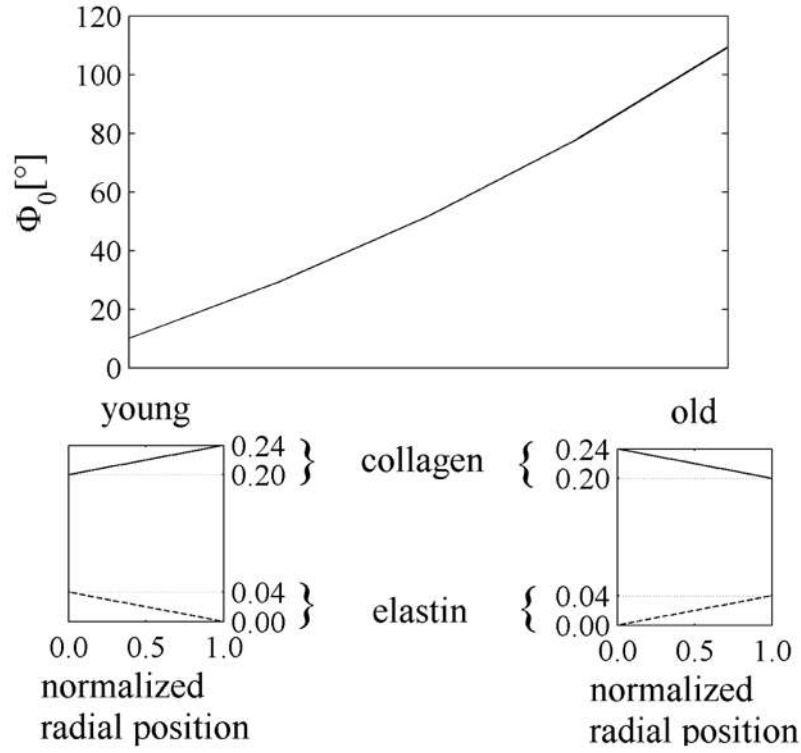 120
100
80
60
40
20
0
Φ₀[°]
young
old
0.24
0.20
} collagen {
0.24
0.20
0.04
0.00
} elastin {
0.04
0.00
0.0 0.5 1.0
normalized
radial position
0.0 0.5 1.0
normalized
radial position